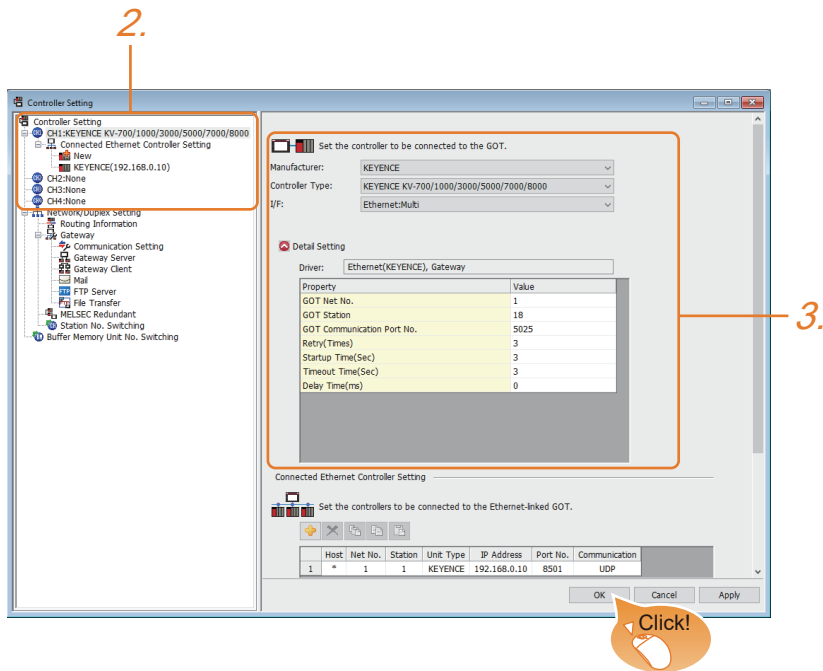 2.
Controller Setting
Controller Setting
CH1:KEYENCE KV-700/1000/3000/5000/7000/8000
Connected Ethernet Controller Setting
New
KEYENCE(192.168.0.10)
CH2:None
CH3:None
CH4:None
Network/Duplex Setting
Routing Information
Gateway
Communication Setting
Gateway Server
Gateway Client
Mail
FTP FTP Server
File Transfer
MELSEC Redundant
Station No. Switching
Buffer Memory Unit No. Switching
Set the controller to be connected to the GOT.
Manufacturer: KEYENCE
Controller Type: KEYENCE KV-700/1000/3000/5000/7000/8000
I/F: Ethernet:Multi
Detail Setting
Driver: Ethernet(KEYENCE), Gateway
Property Value
GOT Net No. 1
GOT Station 18
GOT Communication Port No. 5025
Retry(Times) 3
Startup Time(Sec) 3
Timeout Time(Sec) 3
Delay Time(ms) 0
3.
Connected Ethernet Controller Setting
Set the controllers to be connected to the Ethernet-linked GOT.
Host Net No. Station Unit Type IP Address Port No. Communication
1 * 1 1 KEYENCE 192.168.0.10 8501 UDP
OK Cancel Apply
Click!